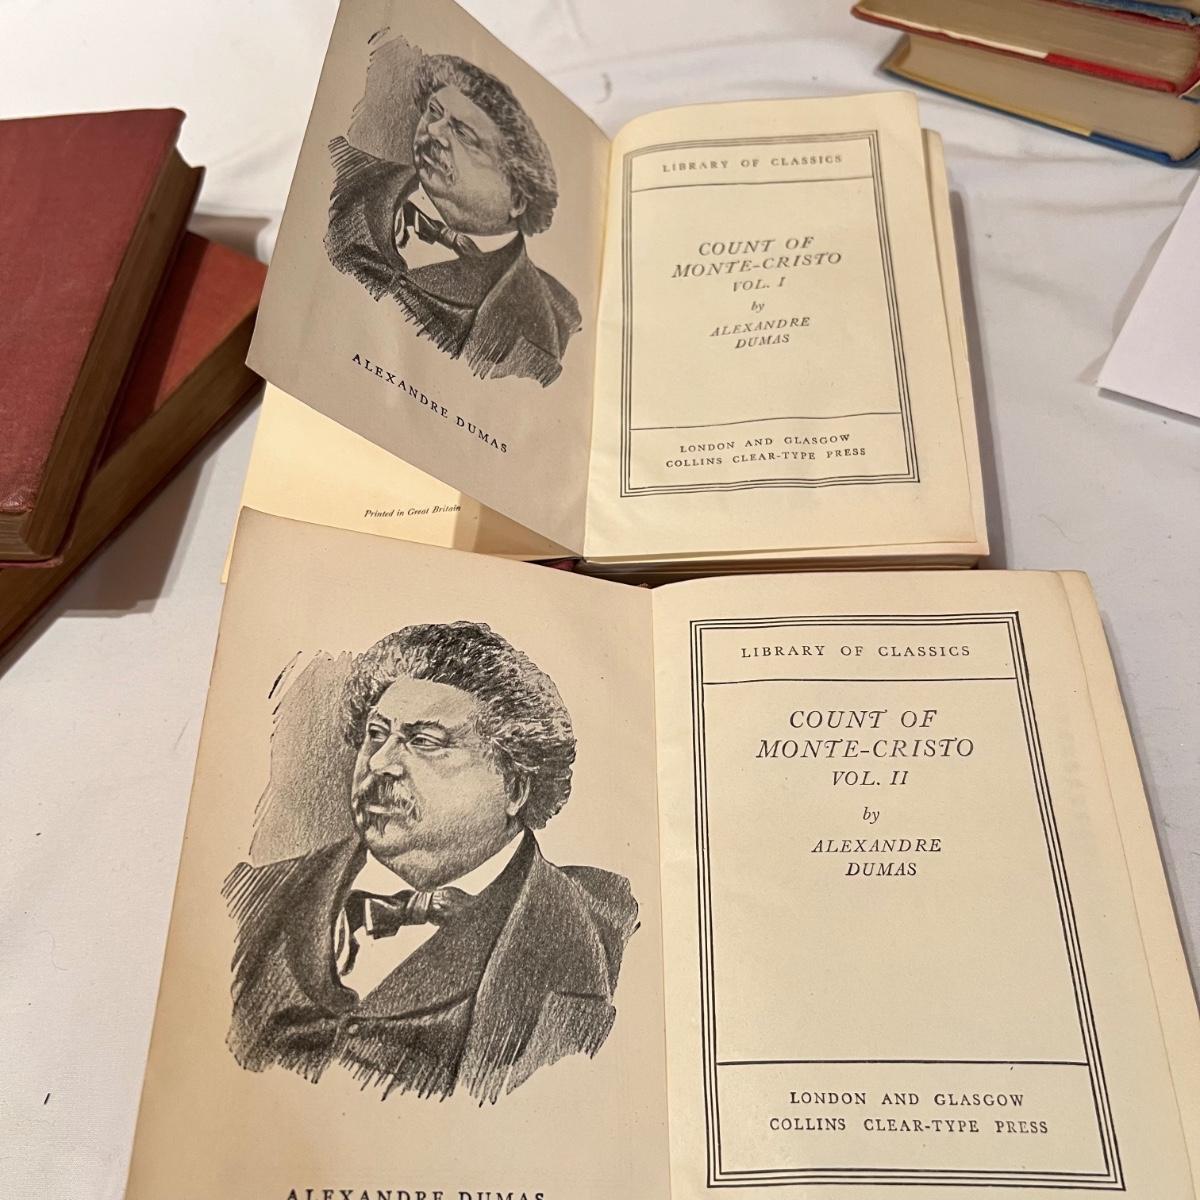 ALEXANDRE DUMAS
Printed in Great Britain
LIBRARY OF CLASSICS
COUNT OF
MONTE-CRISTO
VOL. I
by
ALEXANDRE
DUMAS
LONDON AND GLASGOW
COLLINS CLEAR-TYPE PRESS
ALEXANDRE DUMAS
LIBRARY OF CLASSICS
COUNT OF
MONTE-CRISTO
VOL. II
by
ALEXANDRE
DUMAS
LONDON AND GLASGOW
COLLINS CLEAR-TYPE PRESS